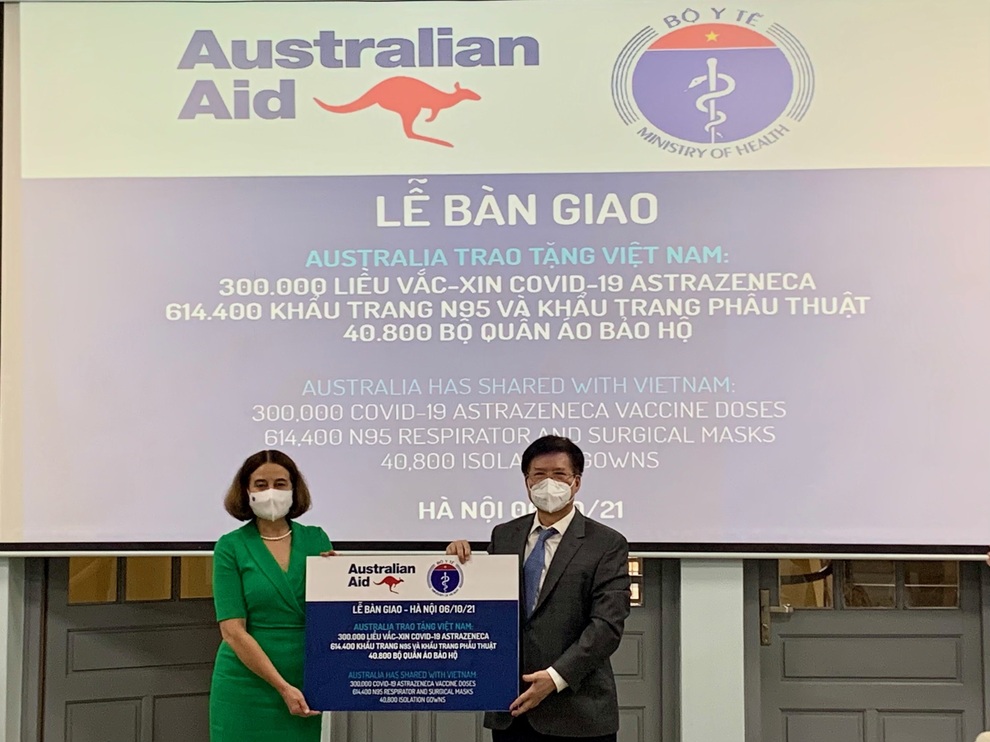 Australian
Aid
BỘ Y TẾ
MINISTRY OF HEALTH
LỄ BÀN GIAO
AUSTRALIA TRAO TẶNG VIỆT NAM:
300.000 LIỀU VẮC-XIN COVID-19 ASTRAZENECA
614.400 KHẨU TRANG N95 VÀ KHẨU TRANG PHẪU THUẬT
40.800 BỘ QUẦN ÁO BẢO HỘ
AUSTRALIA HAS SHARED WITH VIETNAM:
300,000 COVID-19 ASTRAZENECA VACCINE DOSES
614,400 N95 RESPIRATOR AND SURGICAL MASKS
40,800 ISOLA GOWNS
HÀ NỘI 06 0/21
Australian
Aid
BỘ Y TẾ
LỄ BÀN GIAO - HÀ NỘI 06/10/21
AUSTRALIA TRAO TẶNG VIỆT NAM:
300.000 LIỀU VẮC-XIN COVID-19 ASTRAZENECA
614.400 KHẨU TRANG N95 VÀ KHẨU TRANG PHẪU THUẬT
40.800 BỘ QUẦN ÁO BẢO HỘ
AUSTRALIA HAS SHARED WITH VIETNAM
300,000 COVID-19 ASTRAZENECA VACCINE DOSES
614,400 N95 RESPIRATOR AND SURGICAL MASKS
40,800 ISOLATION GOWNS